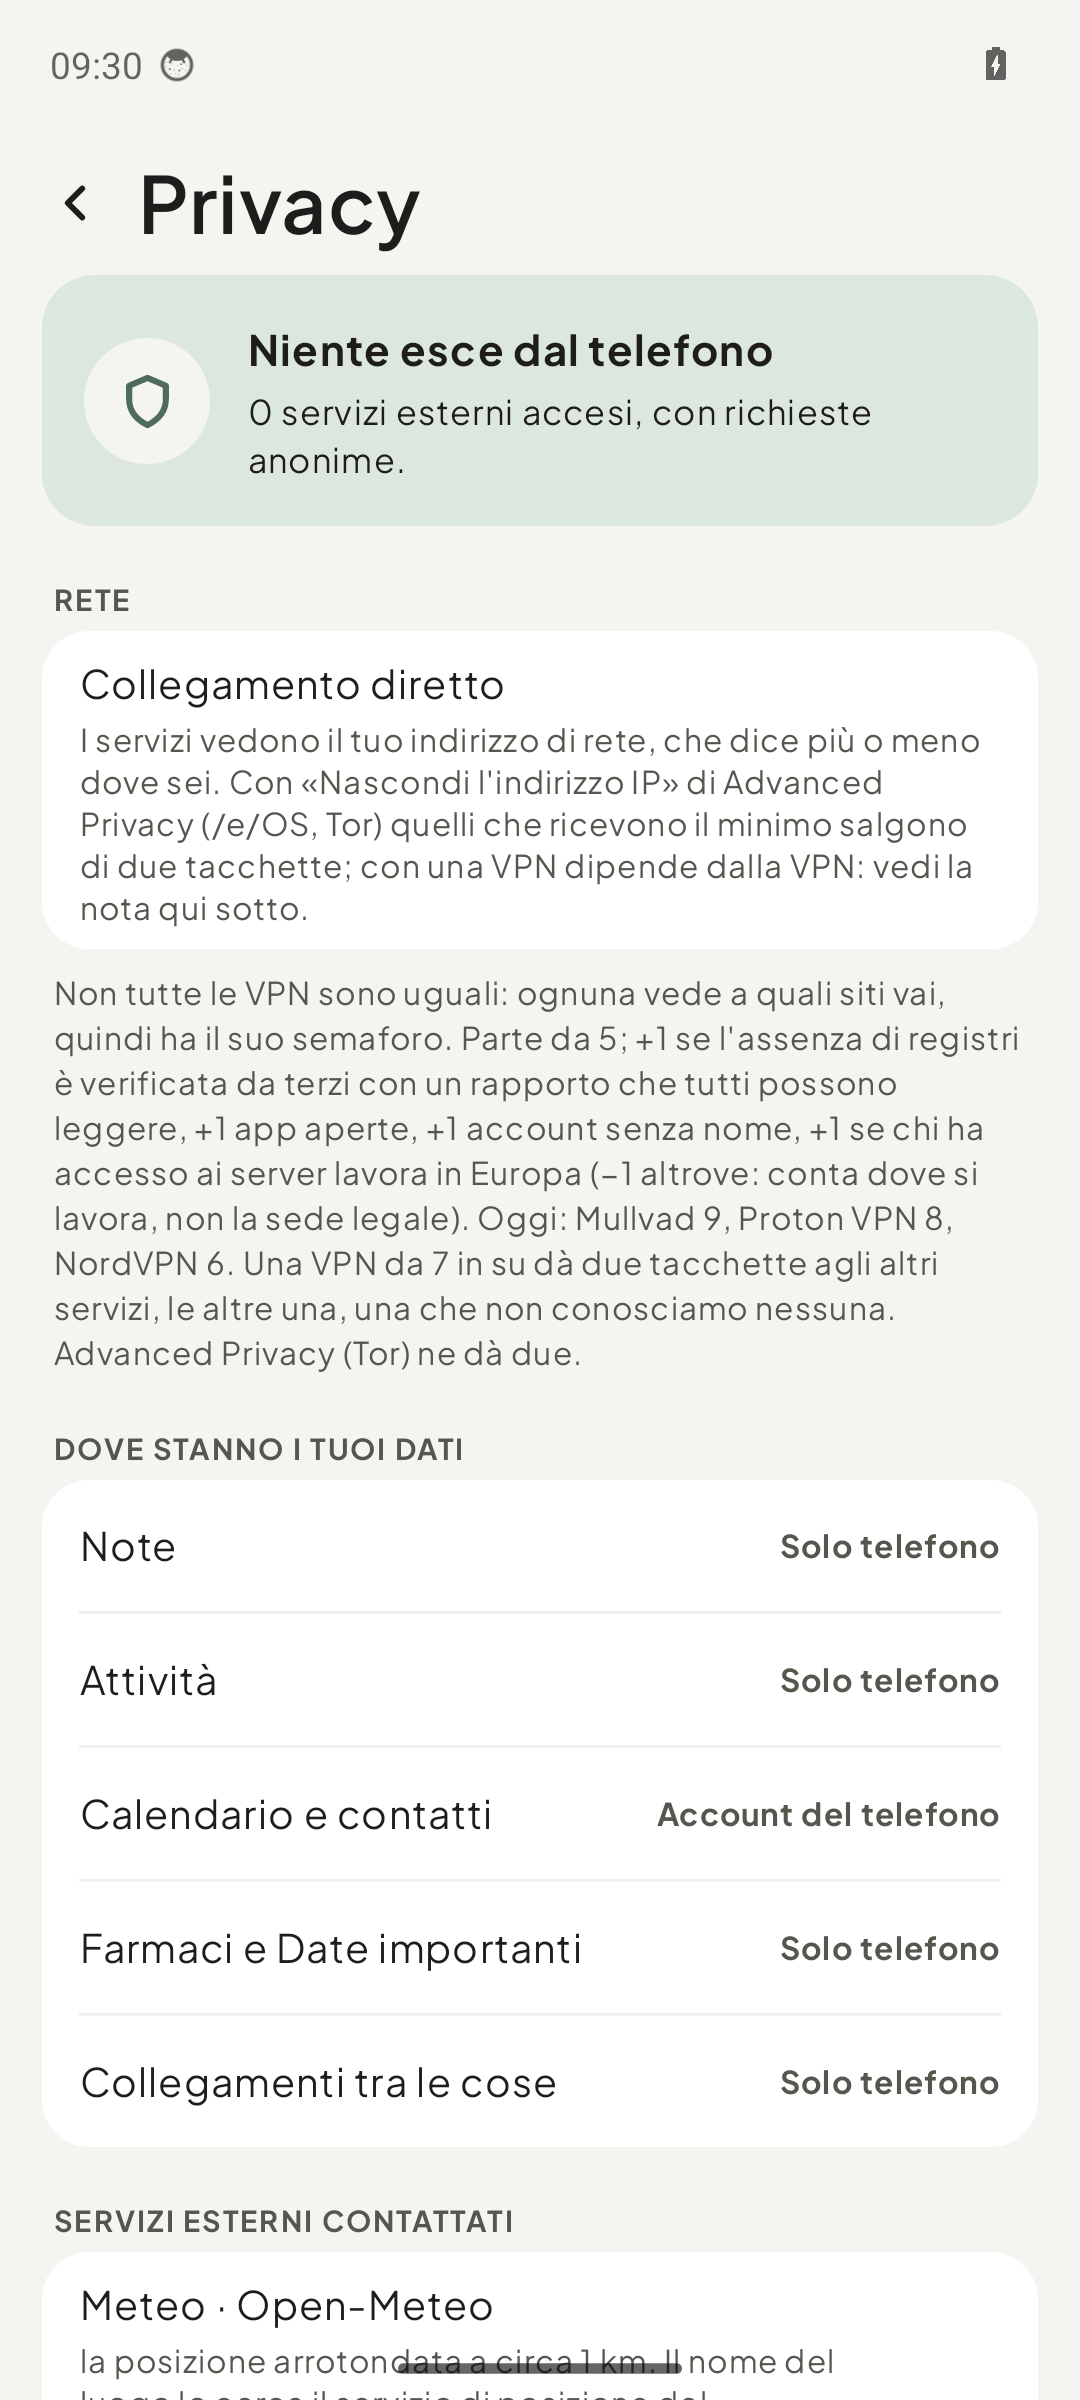 09:30
Privacy
Niente esce dal telefono
0 servizi esterni accesi, con richieste
anonime.
RETE
Collegamento diretto
I servizi vedono il tuo indirizzo di rete, che dice più o meno
dove sei. Con «Nascondi l'indirizzo IP» di Advanced
Privacy (/e/OS, Tor) quelli che ricevono il minimo salgono
di due tacchette; con una VPN dipende dalla VPN: vedi la
nota qui sotto.
Non tutte le VPN sono uguali: ognuna vede a quali siti vai,
quindi ha il suo semaforo. Parte da 5; +1 se l'assenza di registri
è verificata da terzi con un rapporto che tutti possono
leggere, +1 app aperte, +1 account senza nome, +1 se chi ha
accesso ai server lavora in Europa (−1 altrove: conta dove si
lavora, non la sede legale). Oggi: Mullvad 9, Proton VPN 8,
NordVPN 6. Una VPN da 7 in su dà due tacchette agli altri
servizi, le altre una, una che non conosciamo nessuna.
Advanced Privacy (Tor) ne dà due.
DOVE STANNO I TUOI DATI
Note Solo telefono
Attività Solo telefono
Calendario e contatti Account del telefono
Farmaci e Date importanti Solo telefono
Collegamenti tra le cose Solo telefono
SERVIZI ESTERNI CONTATTATI
Meteo · Open-Meteo
la posizione arrotondata a circa 1 km. Il nome del
luogo lo cerca il servizio di posizione del